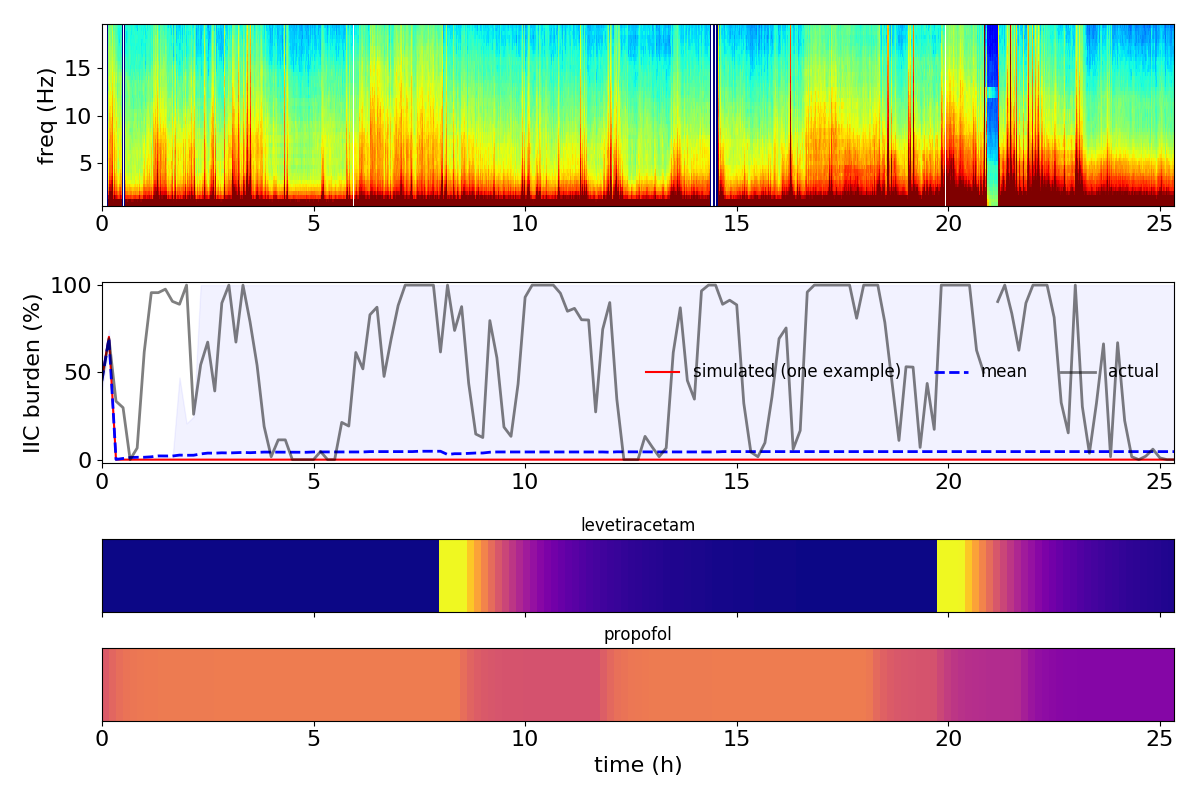 freq (Hz)
15
10
5
0 5 10 15 20 25
IIC burden (%)
100
50
0
simulated (one example) mean actual
0 5 10 15 20 25
levetiracetam
propofol
0 5 10 15 20 25
time (h)